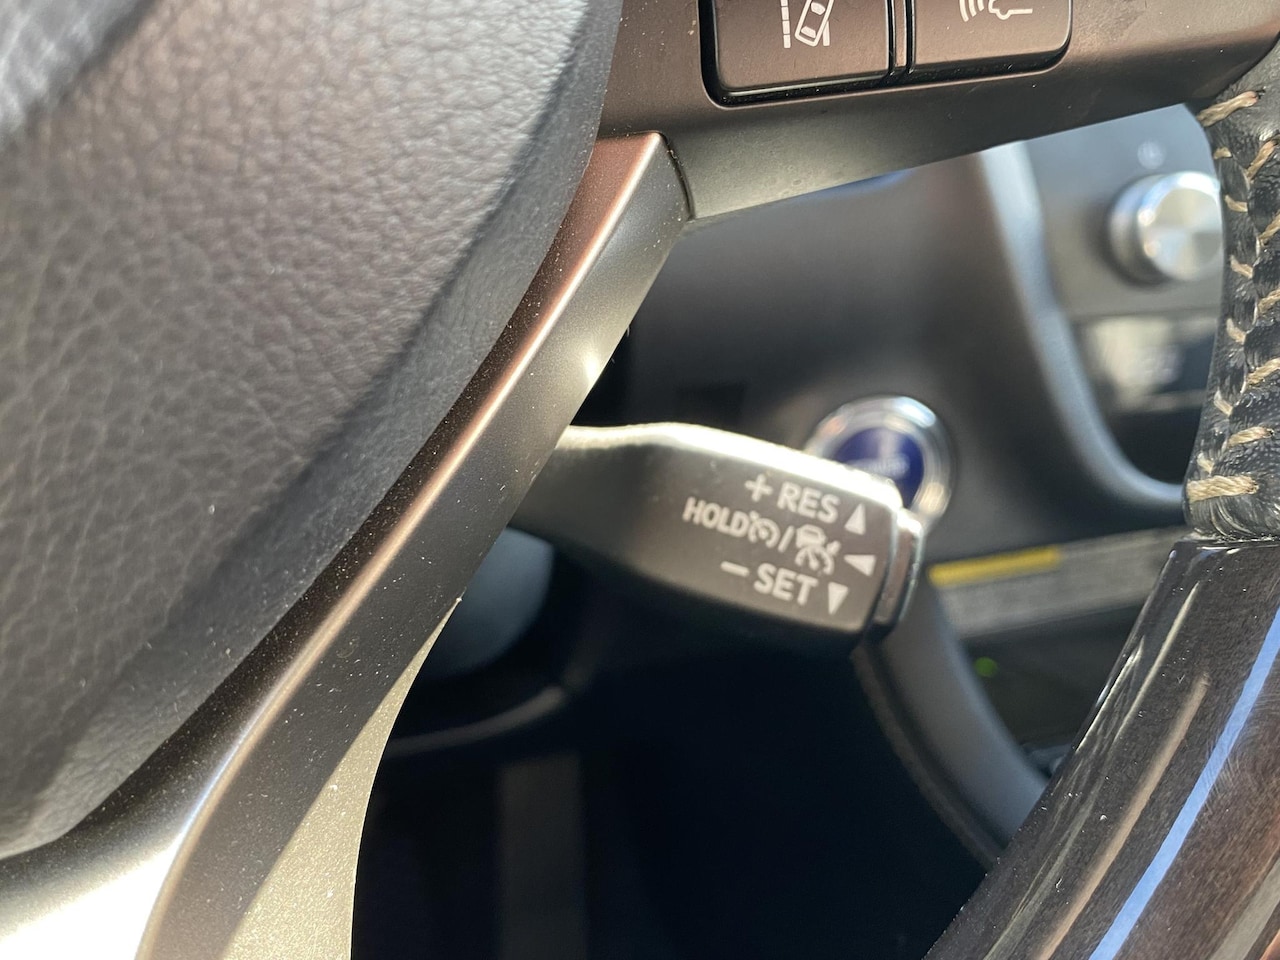 + RES
HOLD /
– SET